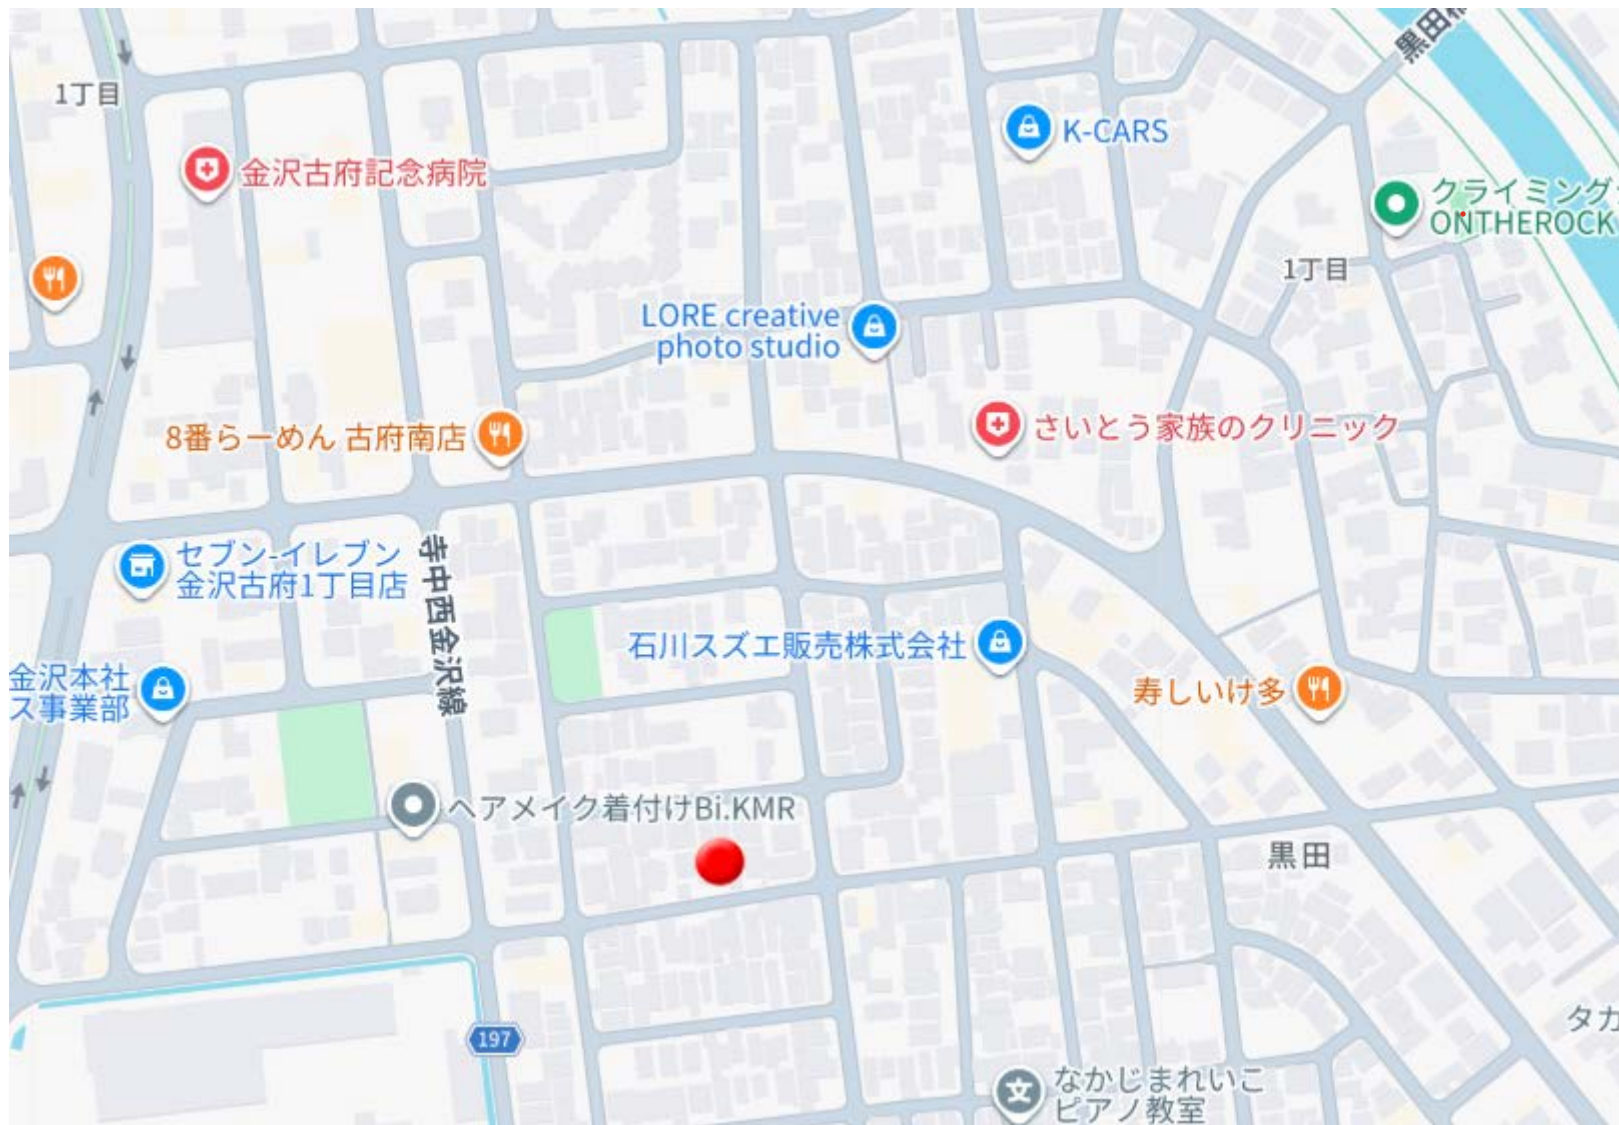 黒田
1丁目
K-CARS
金沢古府記念病院
クライミング
ONTHEROCK
1丁目
LORE creative
photo studio
8番らーめん 古府南店
さいとう家族のクリニック
セブン-イレブン
金沢古府1丁目店
寺中西金沢線
石川スズエ販売株式会社
金沢本社
ス事業部
寿しいけ多
ヘアメイク着付けBi.KMR
黒田
タカ
197
なかじまれいこ
ピアノ教室
文